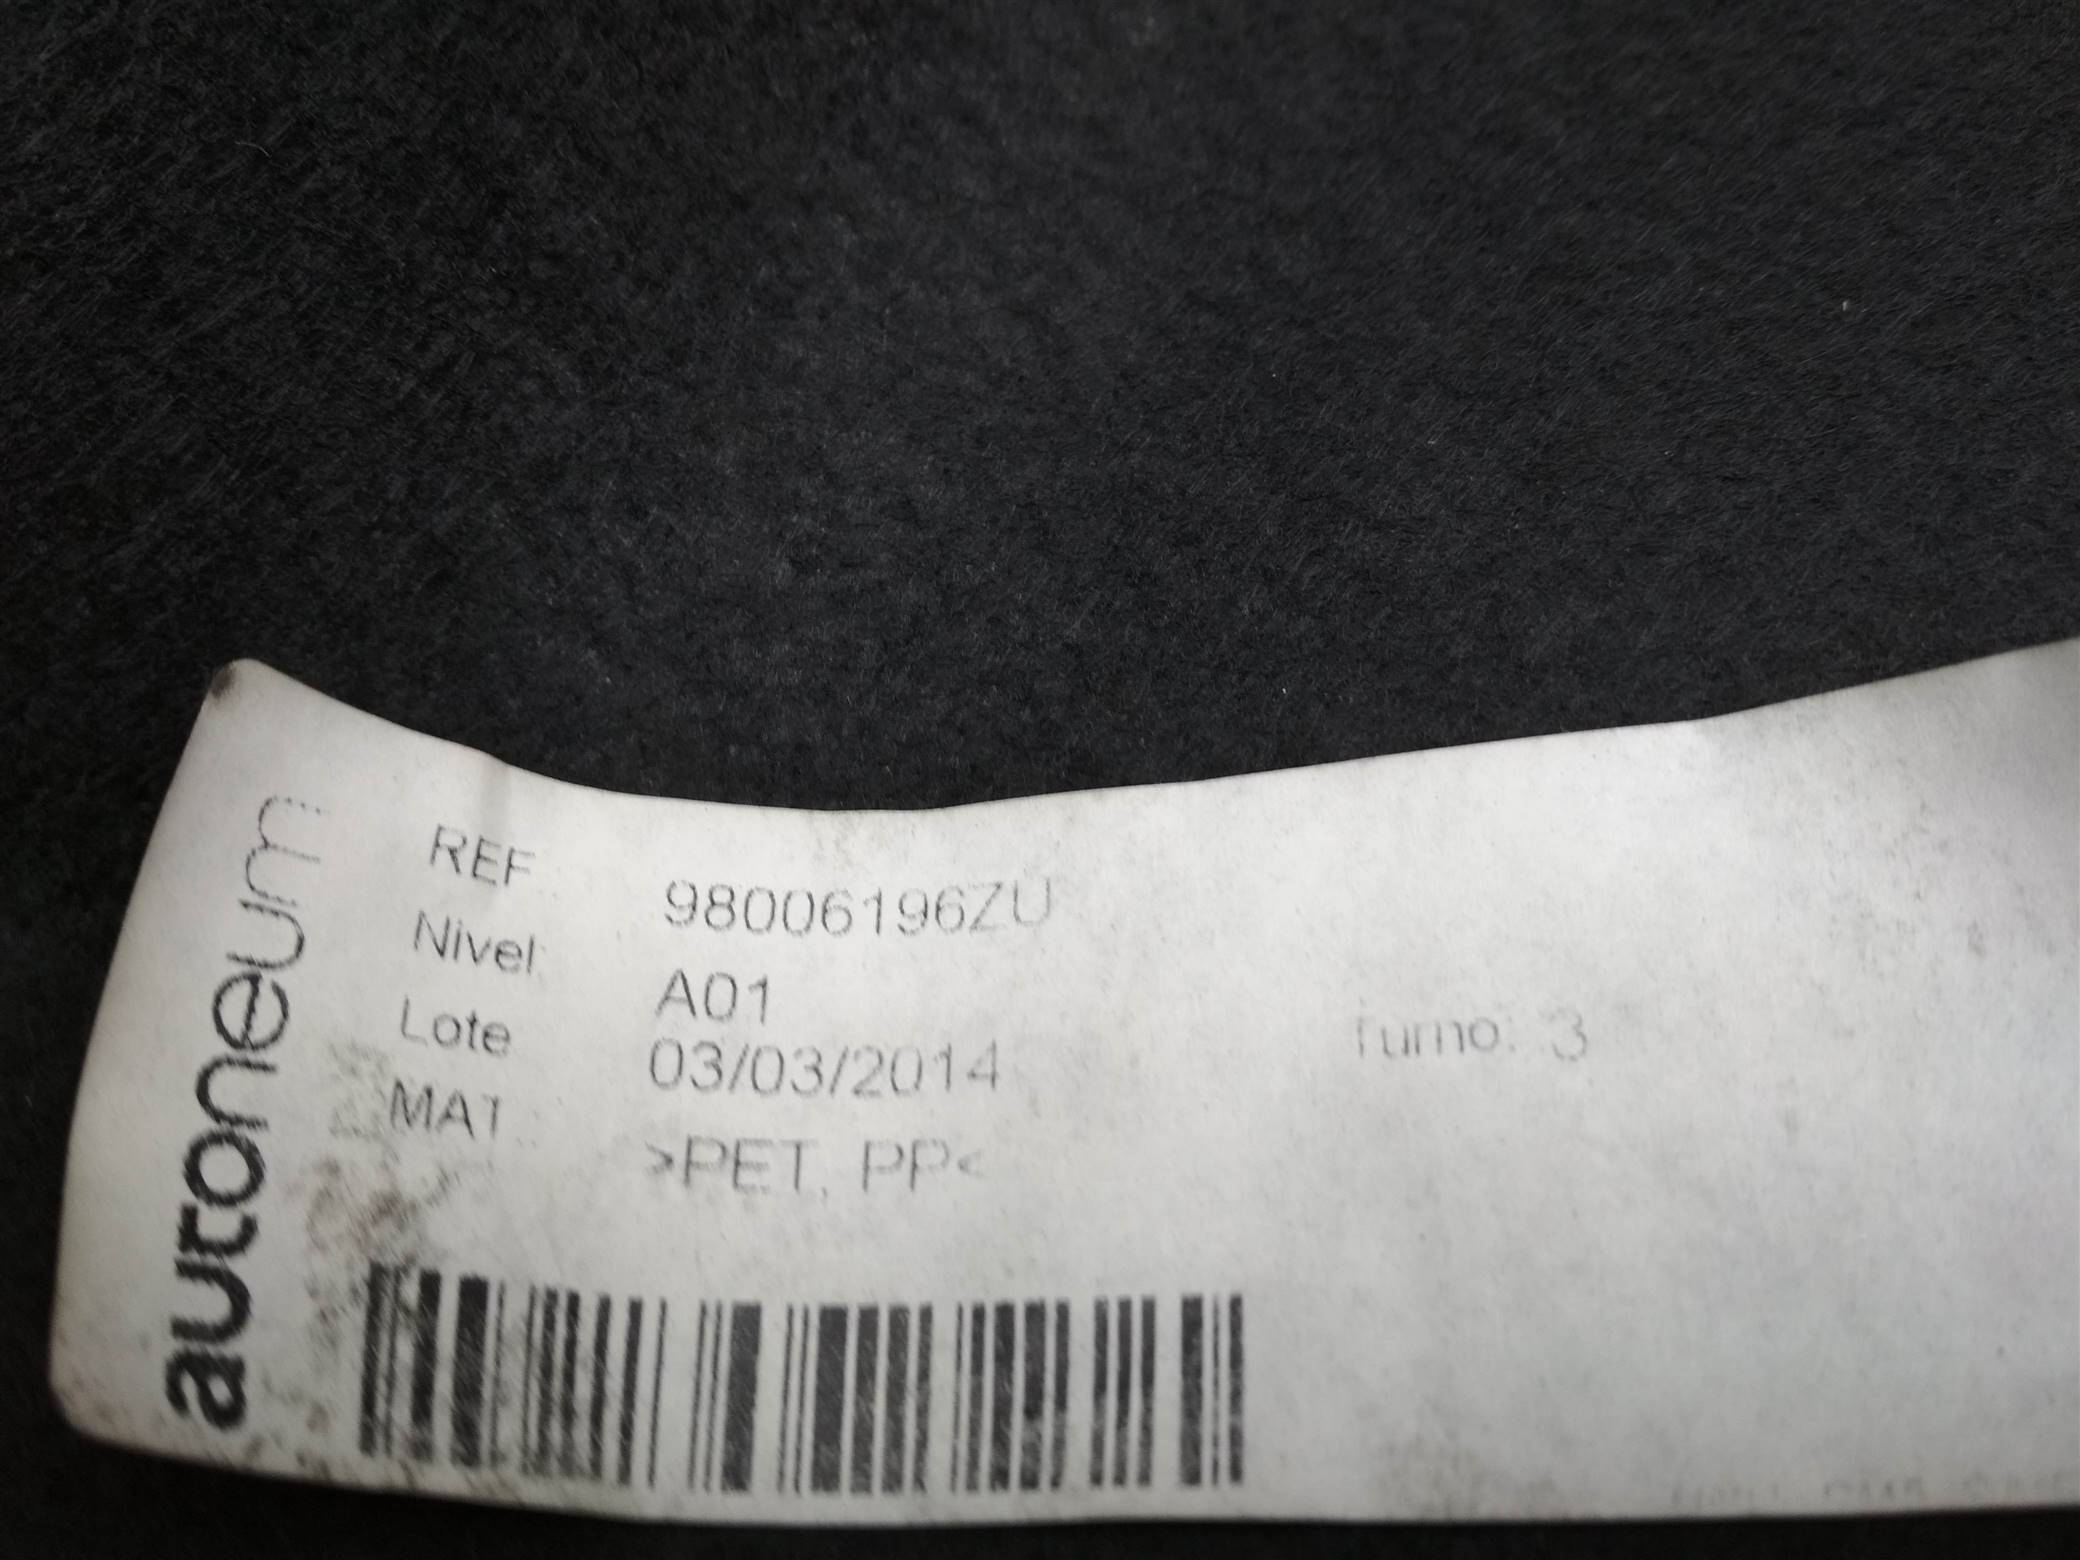 autoneum
REF 98006196ZU
Nivel: A01
Lote 03/03/2014 Turno: 3
MAT. >PET, PP<